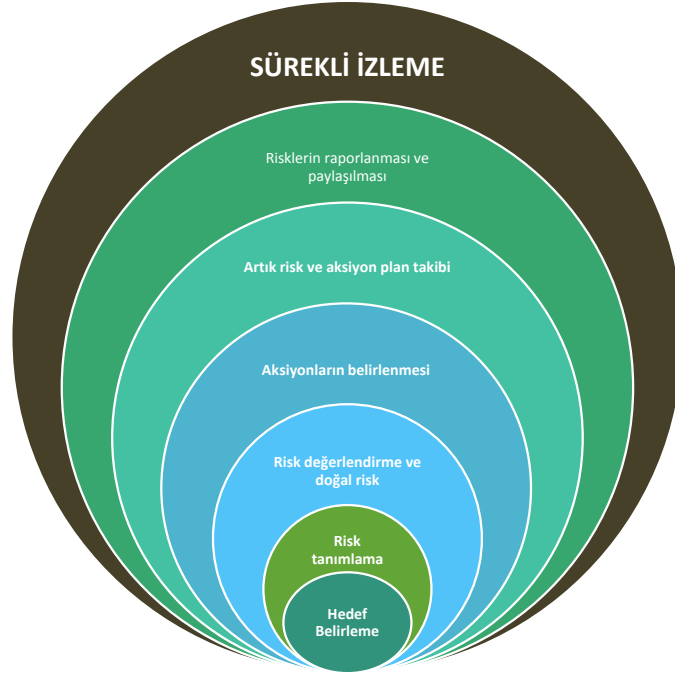 SÜREKLİ İZLEME
Risklerin raporlanması ve
paylaşılması
Artık risk ve aksiyon plan takibi
Aksiyonların belirlenmesi
Risk değerlendirme ve
doğal risk
Risk
tanımlama
Hedef
Belirleme